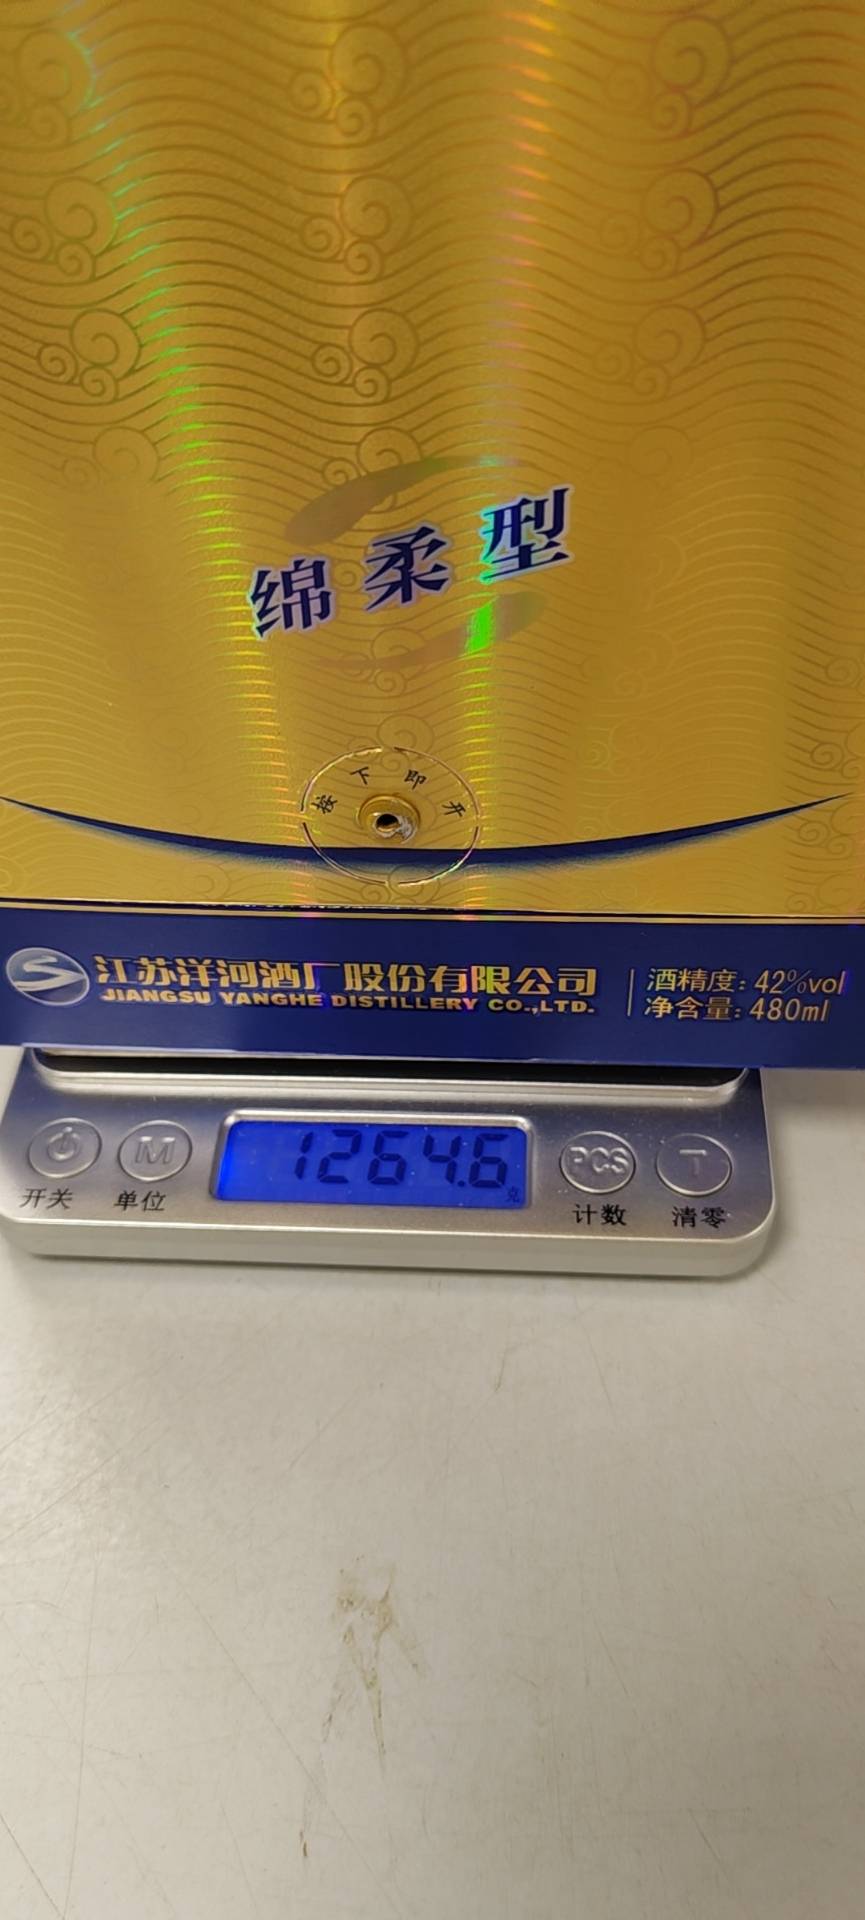 绵柔型
按下即开
江苏洋河酒厂股份有限公司
JIANGSU YANGHE DISTILLERY CO.,LTD.
酒精度：42%vol
净含量：480ml
1264.6
克
M
PCS
T
开关
单位
计数
清零